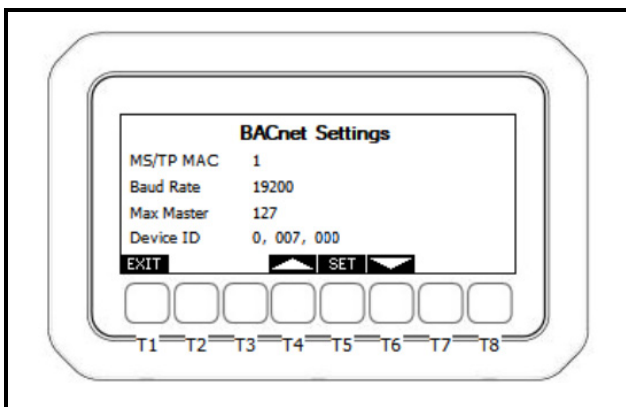 BACnet Settings
MS/TP MAC 1
Baud Rate 19200
Max Master 127
Device ID 0, 007, 000
EXIT SET
T1 T2 T3 T4 T5 T6 T7 T8